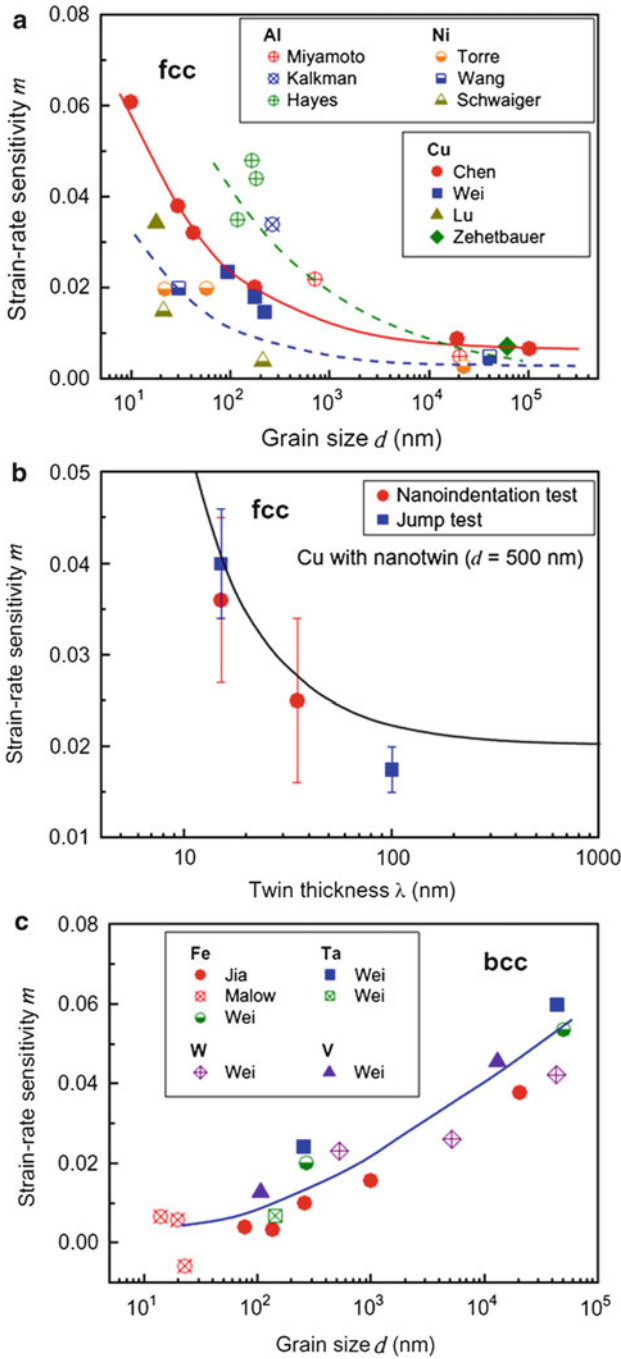 a
fcc
Al
Miyamoto
Kalkman
Hayes
Ni
Torre
Wang
Schwaiger
Cu
Chen
Wei
Lu
Zehetbauer
Strain-rate sensitivity m
0.08
0.06
0.04
0.02
0.00
10¹ 10² 10³ 10⁴ 10⁵
Grain size d (nm)
b
fcc
Nanoindentation test
Jump test
Cu with nanotwin (d = 500 nm)
Strain-rate sensitivity m
0.05
0.04
0.03
0.02
0.01
10 100 1000
Twin thickness λ (nm)
c
bcc
Fe
Jia
Malow
Wei
Ta
Wei
Wei
W
Wei
V
Wei
Strain-rate sensitivity m
0.08
0.06
0.04
0.02
0.00
10¹ 10² 10³ 10⁴ 10⁵
Grain size d (nm)